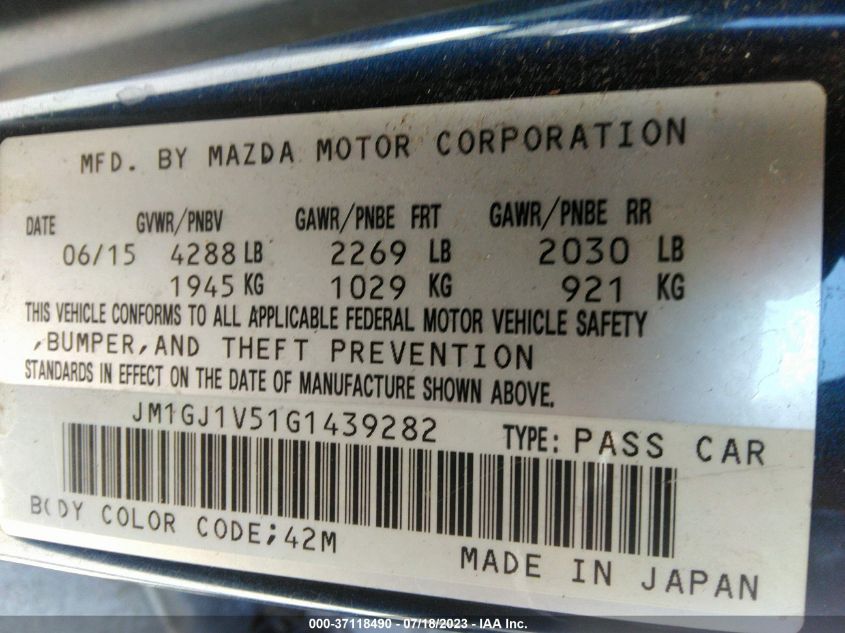 MFD. BY MAZDA MOTOR CORPORATION
DATE GVWR/PNBV GAWR/PNBE FRT GAWR/PNBE RR
06/15 4288 LB 2269 LB 2030 LB
1945 KG 1029 KG 921 KG
THIS VEHICLE CONFORMS TO ALL APPLICABLE FEDERAL MOTOR VEHICLE SAFETY
,BUMPER,AND THEFT PREVENTION
STANDARDS IN EFFECT ON THE DATE OF MANUFACTURE SHOWN ABOVE.
JM1GJ1V51G1439282 TYPE: PASS CAR
BODY COLOR CODE;42M
MADE IN JAPAN
000-37118490 - 07/18/2023 - IAA Inc.